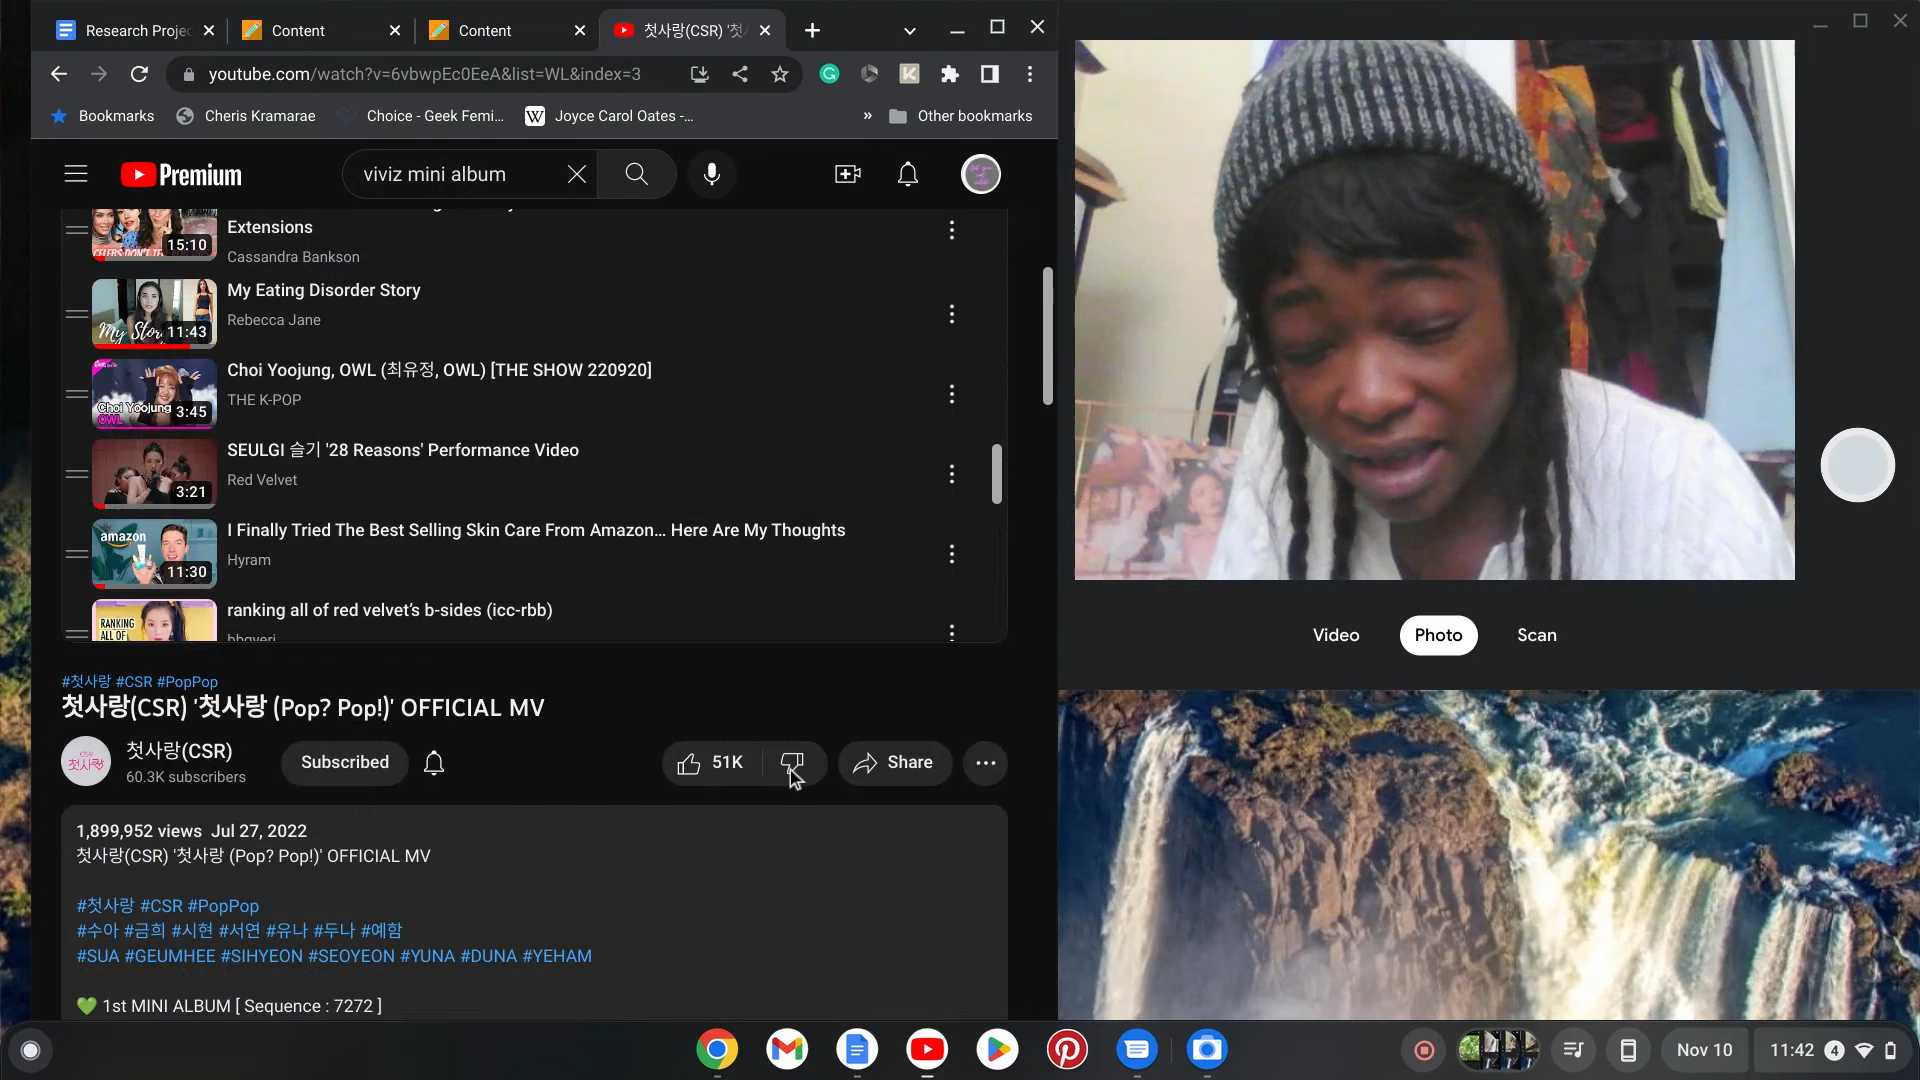 Research Projec
Content
Content
첫사랑(CSR) '첫사
youtube.com/watch?v=6vbwpEc0EeA&list=WL&index=3
Bookmarks
Cheris Kramarae
Choice - Geek Femi...
Joyce Carol Oates -...
»
Other bookmarks
Premium
viviz mini album
15:10
Extensions
Cassandra Bankson
My Story
11:43
My Eating Disorder Story
Rebecca Jane
Choi Yoojung
OWL
3:45
Choi Yoojung, OWL (최유정, OWL) [THE SHOW 220920]
THE K-POP
3:21
SEULGI 슬기 '28 Reasons' Performance Video
Red Velvet
amazon
11:30
I Finally Tried The Best Selling Skin Care From Amazon... Here Are My Thoughts
Hyram
RANKING
ALL OF
ranking all of red velvet's b-sides (icc-rbb)
#첫사랑 #CSR #PopPop
첫사랑(CSR) '첫사랑 (Pop? Pop!)' OFFICIAL MV
CSR
첫사랑
첫사랑(CSR)
60.3K subscribers
Subscribed
51K
Share
1,899,952 views Jul 27, 2022
첫사랑(CSR) '첫사랑 (Pop? Pop!)' OFFICIAL MV
#첫사랑 #CSR #PopPop
#수아 #금희 #시현 #서연 #유나 #두나 #예함
#SUA #GEUMHEE #SIHYEON #SEOYEON #YUNA #DUNA #YEHAM
💚 1st MINI ALBUM [ Sequence : 7272 ]
Video
Photo
Scan
Nov 10
11:42
4